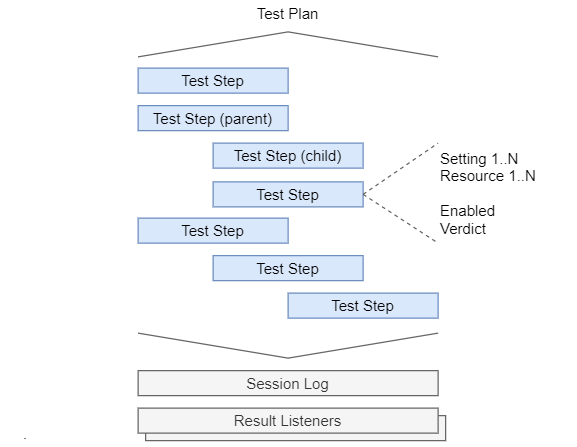 Test Plan
Test Step
Test Step (parent)
Test Step (child)
Test Step
Setting 1..N
Resource 1..N
Enabled
Verdict
Test Step
Test Step
Test Step
Session Log
Result Listeners